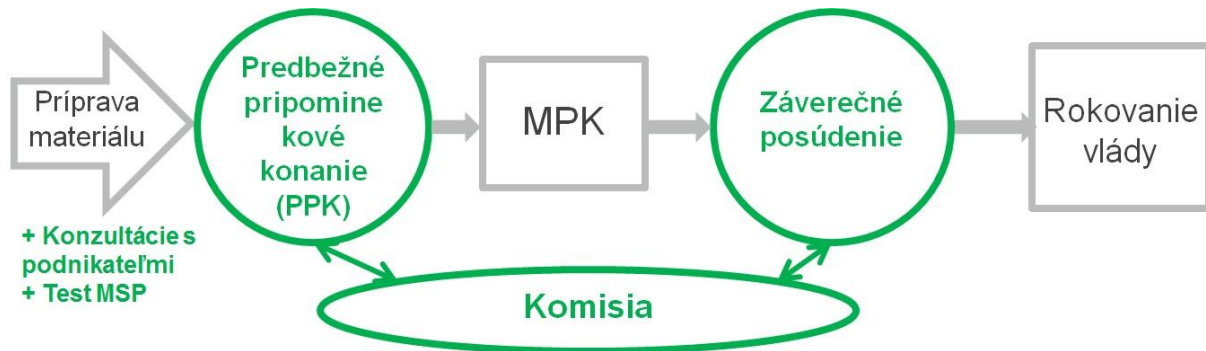 Príprava
materiálu
+ Konzultácie s
podnikateľmi
+ Test MSP
Predbežné
pripomine
kové
konanie
(PPK)
MPK
Záverečné
posúdenie
Rokovanie
vlády
Komisia